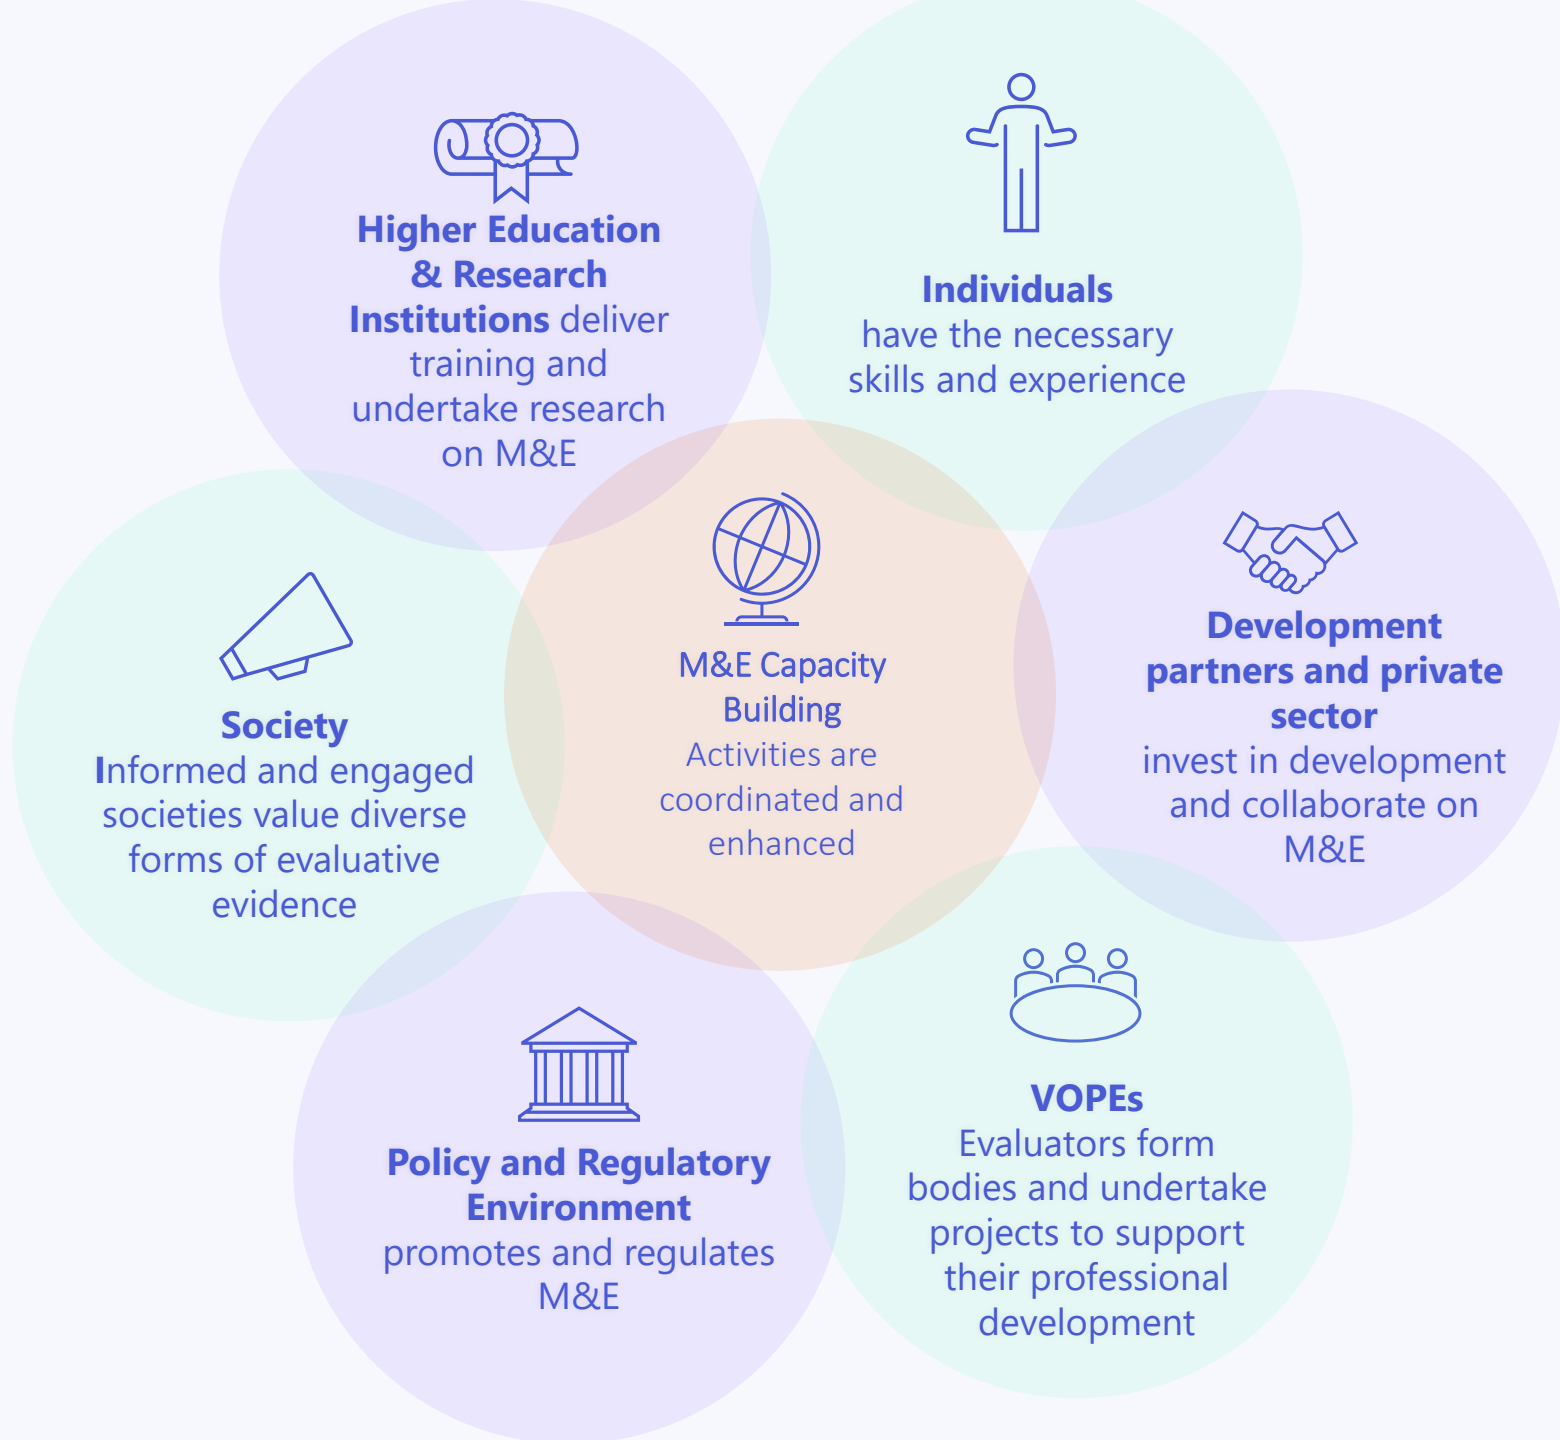 Higher Education
& Research
Institutions deliver
training and
undertake research
on M&E
Individuals
have the necessary
skills and experience
Development
partners and private
sector
invest in development
and collaborate on
M&E
M&E Capacity
Building
Activities are
coordinated and
enhanced
Society
Informed and engaged
societies value diverse
forms of evaluative
evidence
Policy and Regulatory
Environment
promotes and regulates
M&E
VOPEs
Evaluators form
bodies and undertake
projects to support
their professional
development